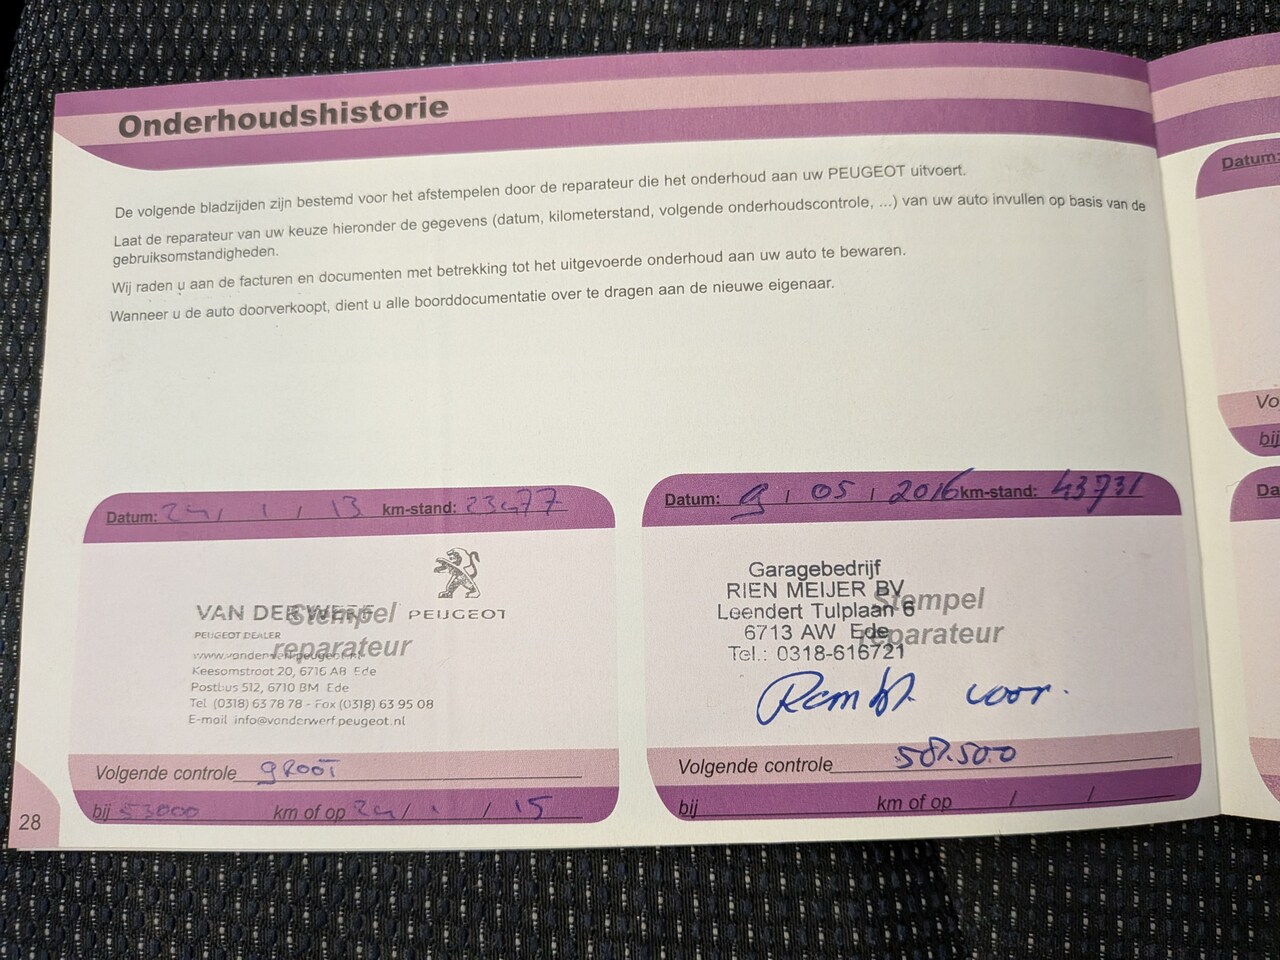 Onderhoudshistorie
De volgende bladzijden zijn bestemd voor het afstempelen door de reparateur die het onderhoud aan uw PEUGEOT uitvoert.
Laat de reparateur van uw keuze hieronder de gegevens (datum, kilometerstand, volgende onderhoudscontrole, ...) van uw auto invullen op basis van de
gebruiksomstandigheden.
Wij raden u aan de facturen en documenten met betrekking tot het uitgevoerde onderhoud aan uw auto te bewaren.
Wanneer u de auto doorverkoopt, dient u alle boorddocumentatie over te dragen aan de nieuwe eigenaar.
Datum: 24 / 1 / 13 km-stand: 23477
PEUGEOT
VAN DER WERF
Stempel
PEUGEOT DEALER
reparateur
www.vanderwerf.peugeot.nl
Keesomstraat 20, 6716 AB Ede
Postbus 512, 6710 BM Ede
Tel (0318) 63 78 78 - Fax (0318) 63 95 08
E-mail info@vanderwerf.peugeot.nl
Volgende controle GROOT
bij 53000 km of op 24 / 1 / 15
28
Datum: 9 / 05 / 2016 km-stand: 43731
Garagebedrijf
RIEN MEIJER BV
Stempel
Leendert Tulplaan 6
6713 AW Ede
reparateur
Tel.: 0318-616721
voor.
Volgende controle 58.500
bij km of op / /
Datum:
Vo
bij
Da